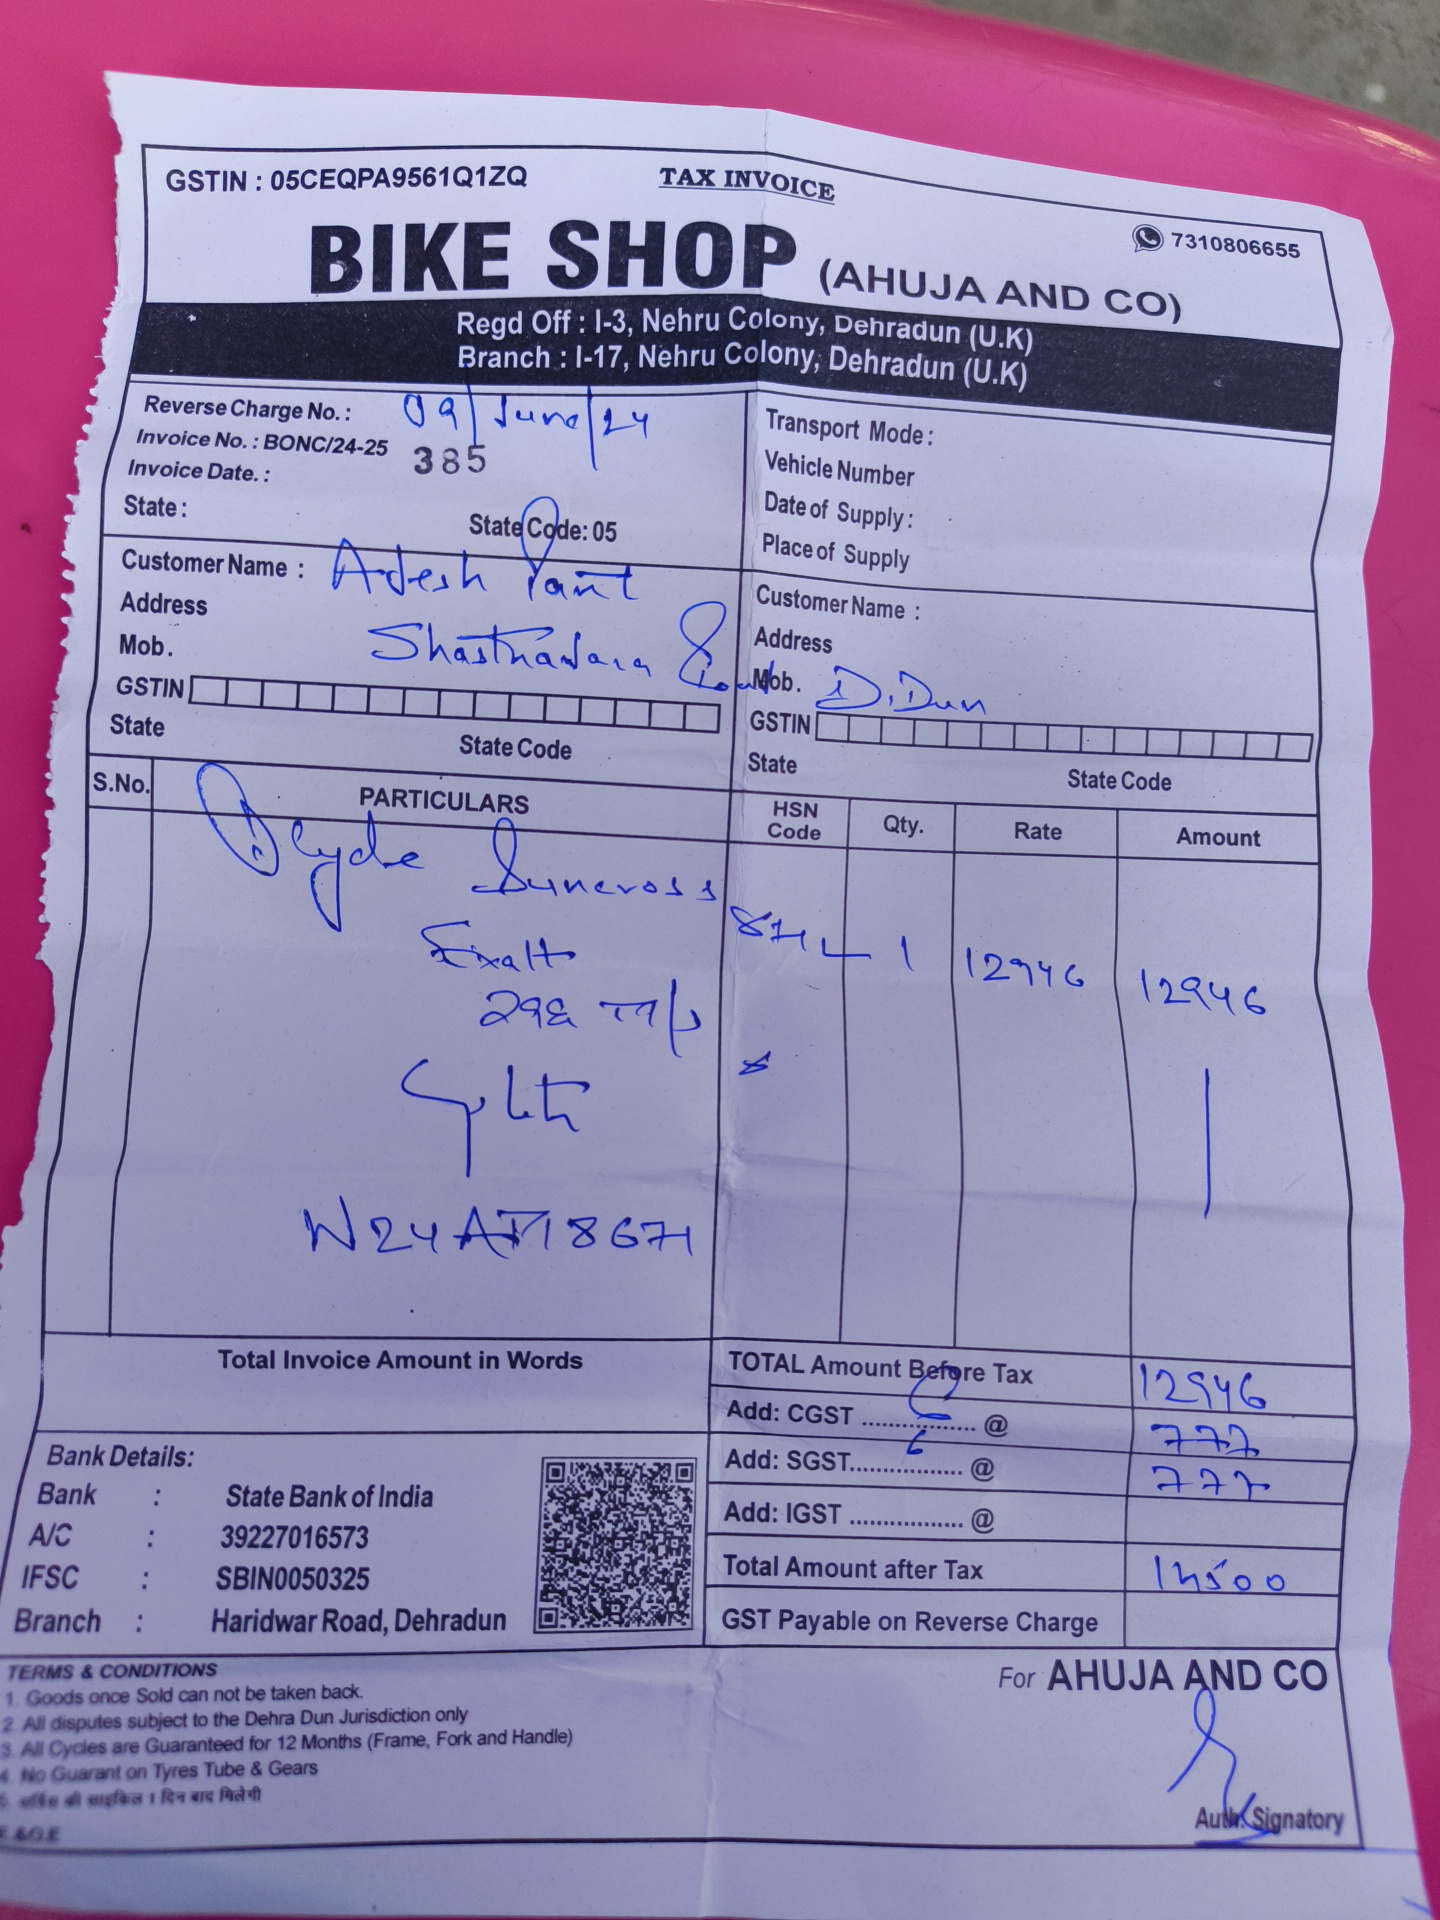 GSTIN : 05CEQPA9561Q1ZQ
TAX INVOICE
7310806655
BIKE SHOP (AHUJA AND CO)
Regd Off : I-3, Nehru Colony, Dehradun (U.K)
Branch : I-17, Nehru Colony, Dehradun (U.K)
Reverse Charge No. : 09/June/24
Invoice No. : BONC/24-25 385
Invoice Date. :
State : State Code: 05
Transport Mode :
Vehicle Number
Date of Supply :
Place of Supply
Customer Name : Adesh Pant
Address
Mob. Shasthadara Road
GSTIN
State State Code
Customer Name :
Address
Mob. D.Dun
GSTIN
State State Code
S.No. PARTICULARS HSN Code Qty. Rate Amount
Suncross
Exalt 1 12946 12946
N24AT18671
Total Invoice Amount in Words
TOTAL Amount Before Tax 12946
Add: CGST ........6........ @ 777
Add: SGST........6........ @ 777
Add: IGST ................. @
Total Amount after Tax 14500
GST Payable on Reverse Charge
Bank Details:
Bank : State Bank of India
A/C : 39227016573
IFSC : SBIN0050325
Branch : Haridwar Road, Dehradun
TERMS & CONDITIONS
1. Goods once Sold can not be taken back.
2. All disputes subject to the Dehra Dun Jurisdiction only
3. All Cycles are Guaranteed for 12 Months (Frame, Fork and Handle)
4. No Guarant on Tyres Tube & Gears
5. सर्विस की साइकिल 1 दिन बाद मिलेगी
E.&O.E
For AHUJA AND CO
Auth. Signatory